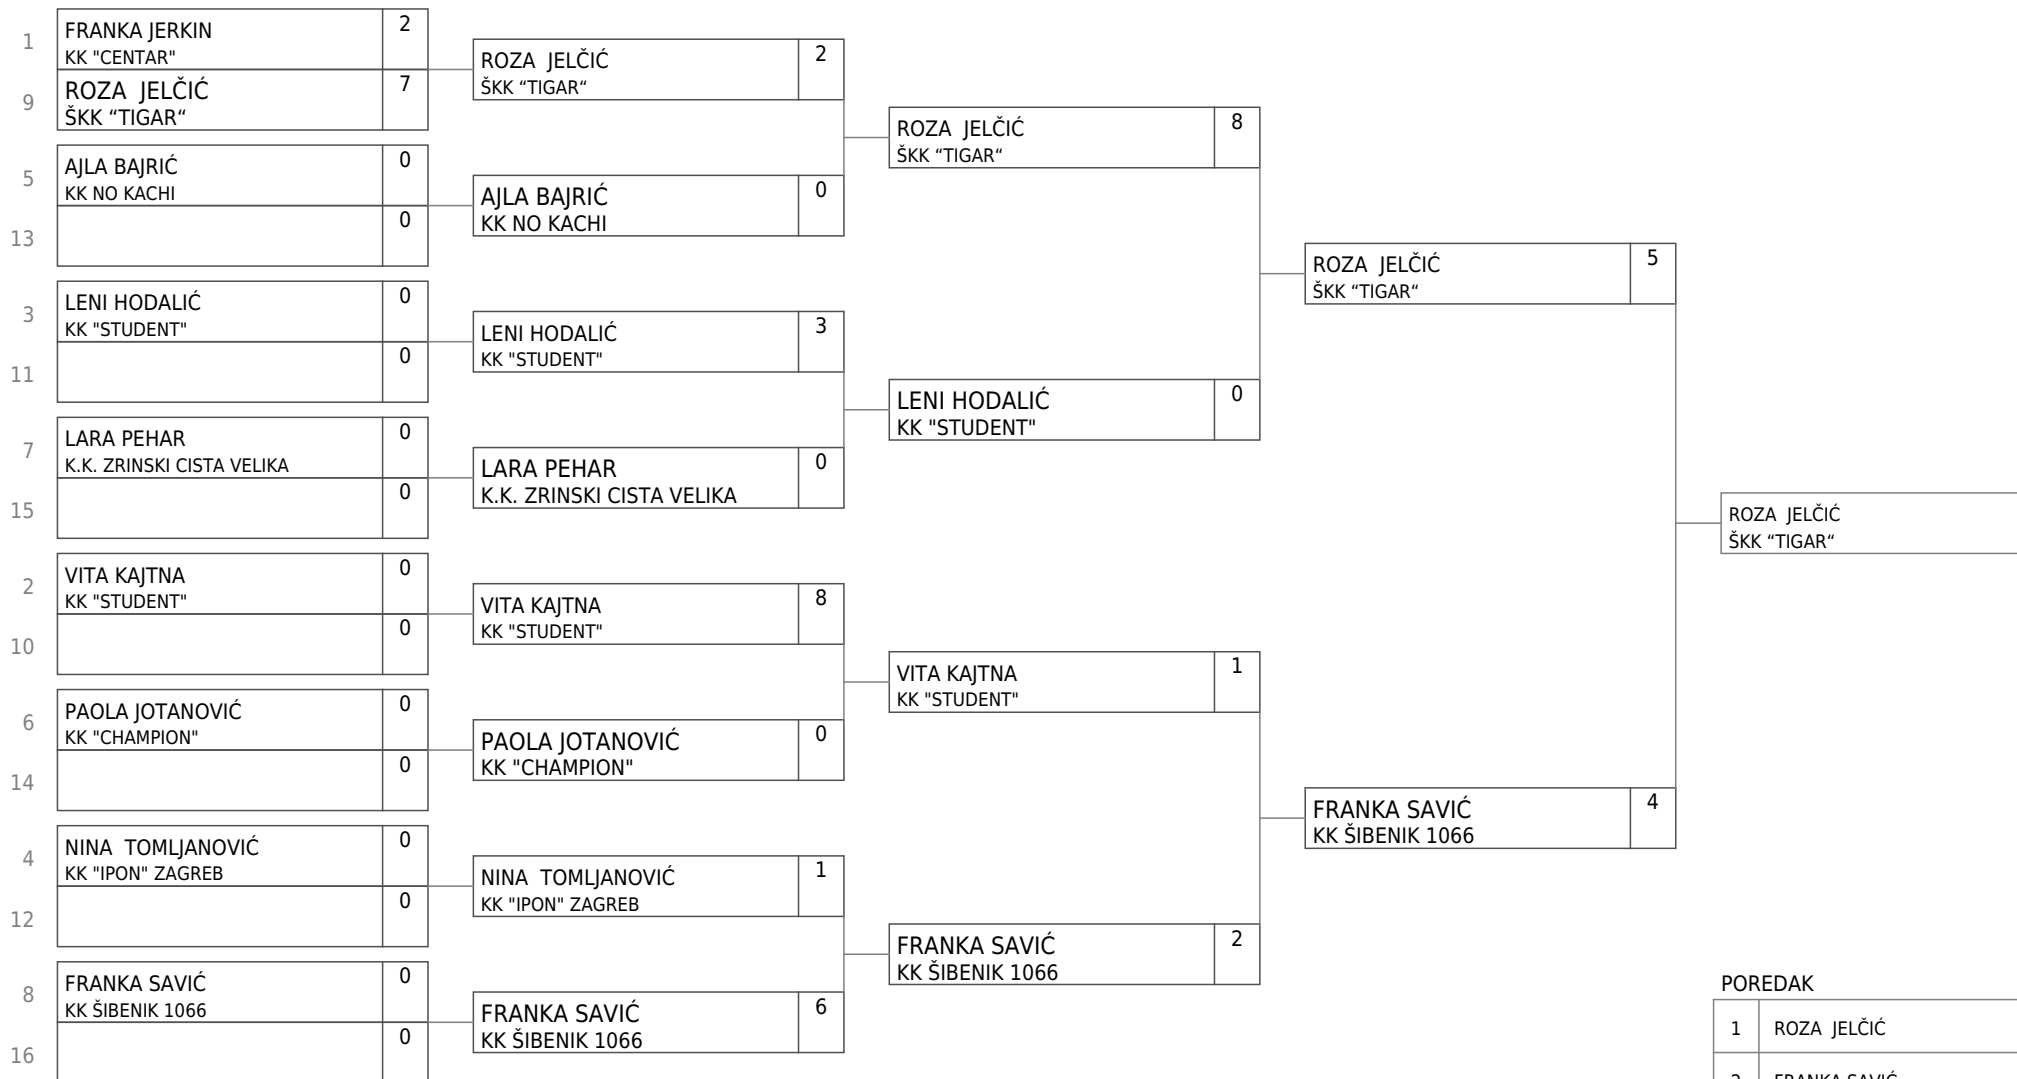 1
FRANKA JERKIN
KK "CENTAR"
2
9
ROZA  JELČIĆ
ŠKK “TIGAR“
7
5
AJLA BAJRIĆ
KK NO KACHI
0
13
0
3
LENI HODALIĆ
KK "STUDENT"
0
11
0
7
LARA PEHAR
K.K. ZRINSKI CISTA VELIKA
0
15
0
2
VITA KAJTNA
KK "STUDENT"
0
10
0
6
PAOLA JOTANOVIĆ
KK "CHAMPION"
0
14
0
4
NINA  TOMLJANOVIĆ
KK "IPON" ZAGREB
0
12
0
8
FRANKA SAVIĆ
KK ŠIBENIK 1066
0
16
0
ROZA  JELČIĆ
ŠKK “TIGAR“
2
AJLA BAJRIĆ
KK NO KACHI
0
LENI HODALIĆ
KK "STUDENT"
3
LARA PEHAR
K.K. ZRINSKI CISTA VELIKA
0
VITA KAJTNA
KK "STUDENT"
8
PAOLA JOTANOVIĆ
KK "CHAMPION"
0
NINA  TOMLJANOVIĆ
KK "IPON" ZAGREB
1
FRANKA SAVIĆ
KK ŠIBENIK 1066
6
ROZA  JELČIĆ
ŠKK “TIGAR“
8
LENI HODALIĆ
KK "STUDENT"
0
VITA KAJTNA
KK "STUDENT"
1
FRANKA SAVIĆ
KK ŠIBENIK 1066
2
ROZA  JELČIĆ
ŠKK “TIGAR“
5
FRANKA SAVIĆ
KK ŠIBENIK 1066
4
ROZA  JELČIĆ
ŠKK “TIGAR“
POREDAK
1 ROZA  JELČIĆ
2 FRANKA SAVIĆ